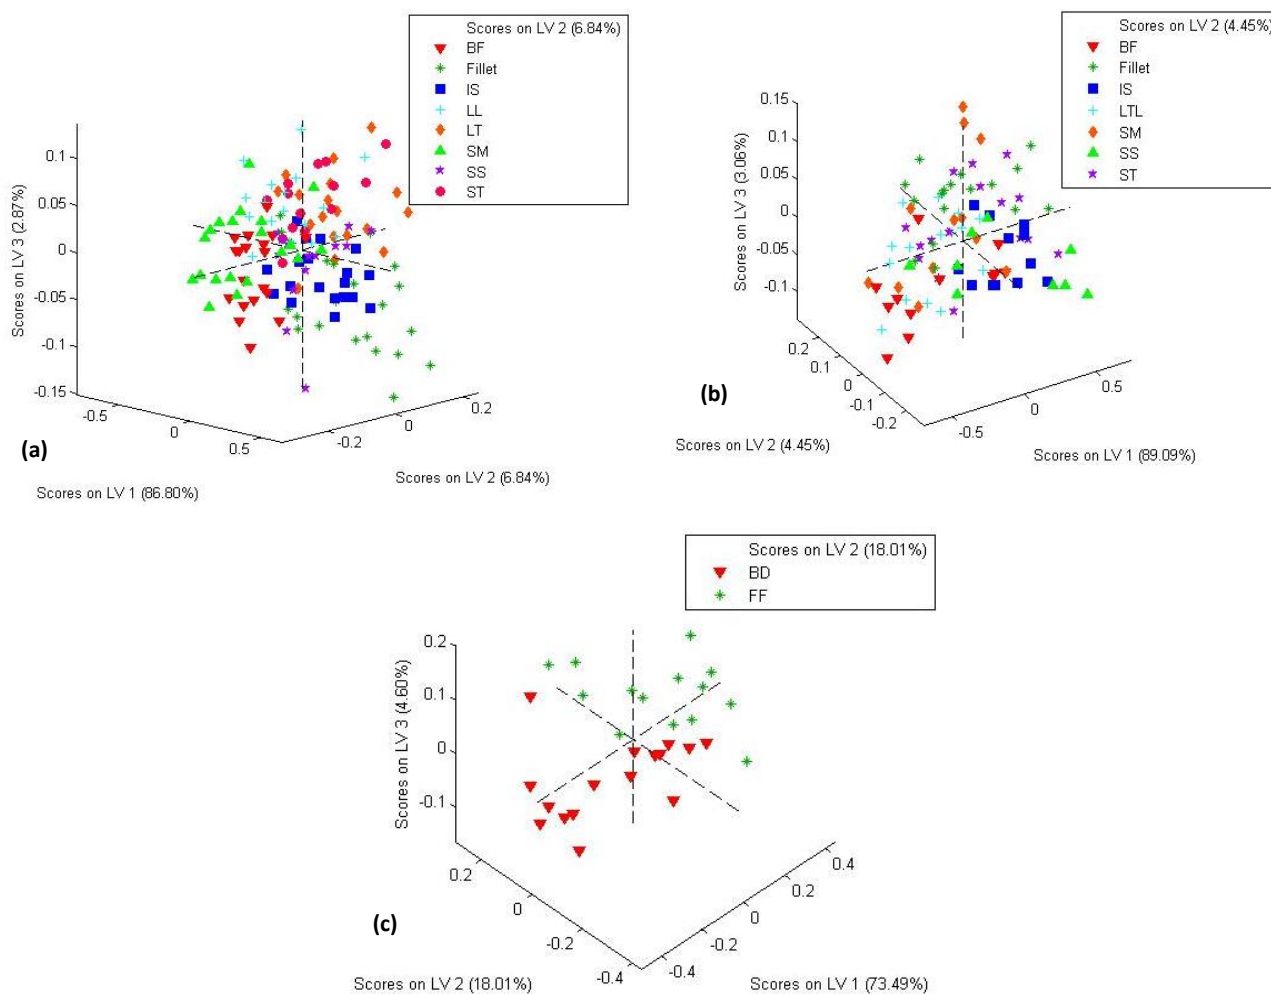 Scores on LV 2 (6.84%)
BF
Fillet
IS
LL
LT
SM
SS
ST
0.1
0.05
0
-0.05
-0.1
-0.15
Scores on LV 3 (2.87%)
-0.5
0
0.5
-0.2
0
0.2
(a)
Scores on LV 1 (86.80%)
Scores on LV 2 (6.84%)
Scores on LV 2 (4.45%)
BF
Fillet
IS
LTL
SM
SS
ST
0.15
0.1
0.05
0
-0.05
-0.1
Scores on LV 3 (3.06%)
0.2
0.1
0
-0.1
-0.2
-0.5
0
0.5
(b)
Scores on LV 2 (4.45%)
Scores on LV 1 (89.09%)
Scores on LV 2 (18.01%)
BD
FF
0.2
0.1
0
-0.1
Scores on LV 3 (4.60%)
0.2
0
-0.2
-0.4
-0.4
-0.2
0
0.2
0.4
(c)
Scores on LV 2 (18.01%)
Scores on LV 1 (73.49%)